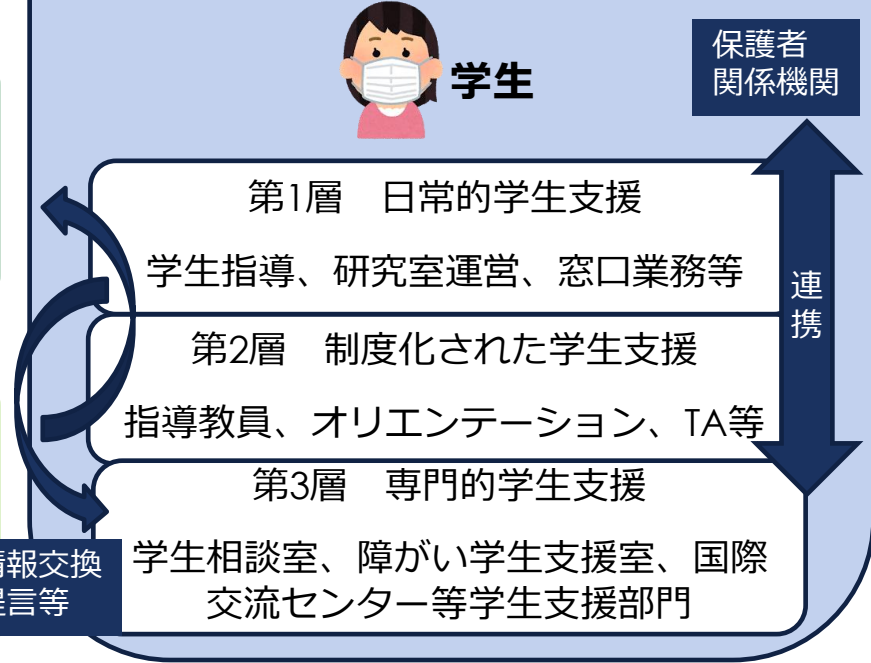 学生
保護者
関係機関
第1層 日常的学生支援
学生指導、研究室運営、窓口業務等
連
携
第2層 制度化された学生支援
指導教員、オリエンテーション、TA等
第3層 専門的学生支援
学生相談室、障がい学生支援室、国際
交流センター等学生支援部門
報交換
言等